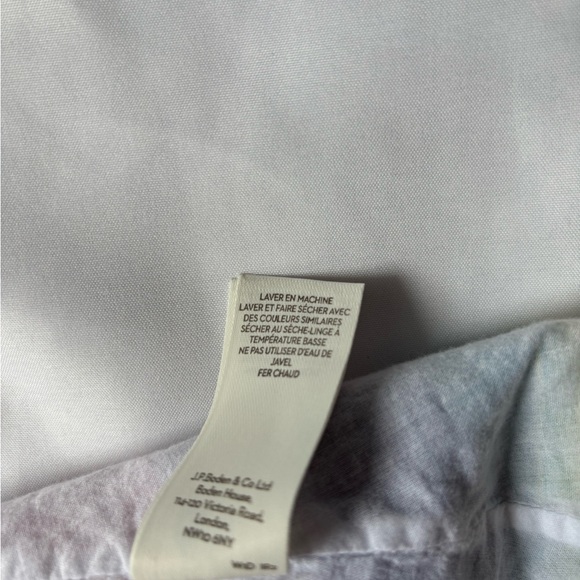 LAVER EN MACHINE
LAVER ET FAIRE SÉCHER AVEC
DES COULEURS SIMILAIRES
SÉCHER AU SÈCHE-LINGE À
TEMPÉRATURE BASSE
NE PAS UTILISER D'EAU DE
JAVEL
FER CHAUD
J.P.Boden & Co Ltd
Boden House,
114-120 Victoria Road,
London,
NW10 6NY